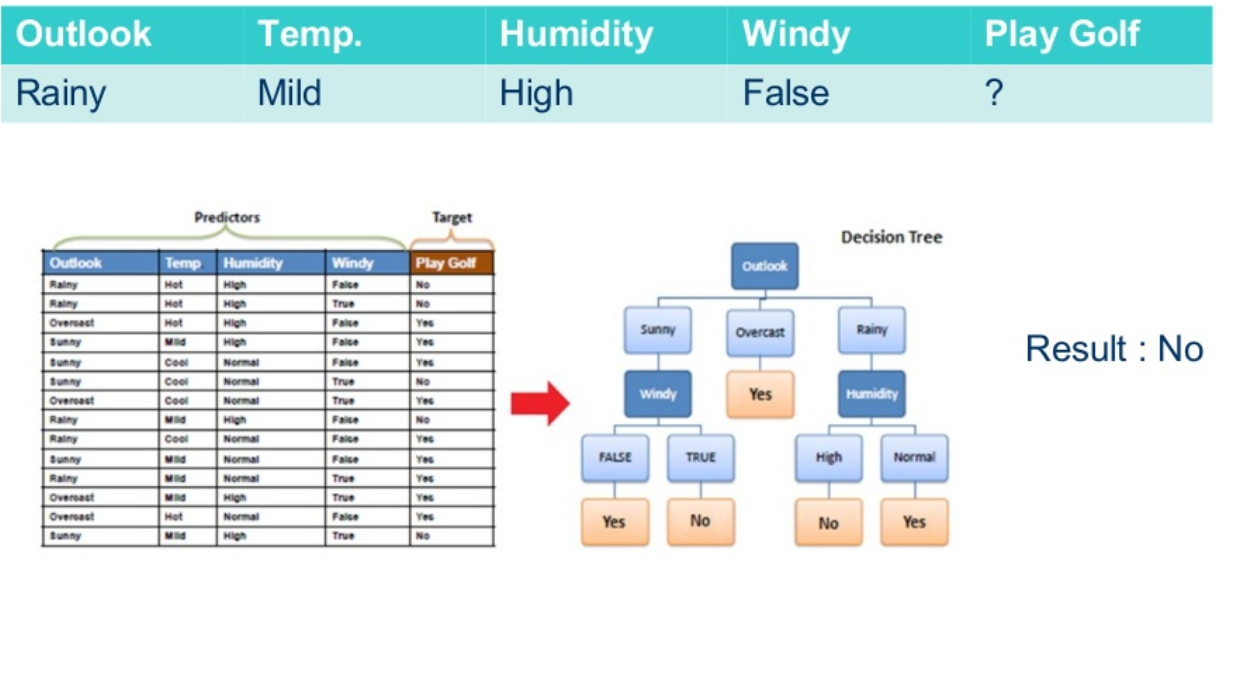 Outlook Temp. Humidity Windy Play Golf
Rainy Mild High False ?
Predictors Target
Outlook Temp Humidity Windy Play Golf
Rainy Hot High False No
Rainy Hot High True No
Overcast Hot High False Yes
Sunny Mild High False Yes
Sunny Cool Normal False Yes
Sunny Cool Normal True No
Overcast Cool Normal True Yes
Rainy Mild High False No
Rainy Cool Normal False Yes
Sunny Mild Normal False Yes
Rainy Mild Normal True Yes
Overcast Mild High True Yes
Overcast Hot Normal False Yes
Sunny Mild High True No
Decision Tree
Outlook
Sunny Overcast Rainy
Windy Yes Humidity
FALSE TRUE High Normal
Yes No No Yes
Result : No